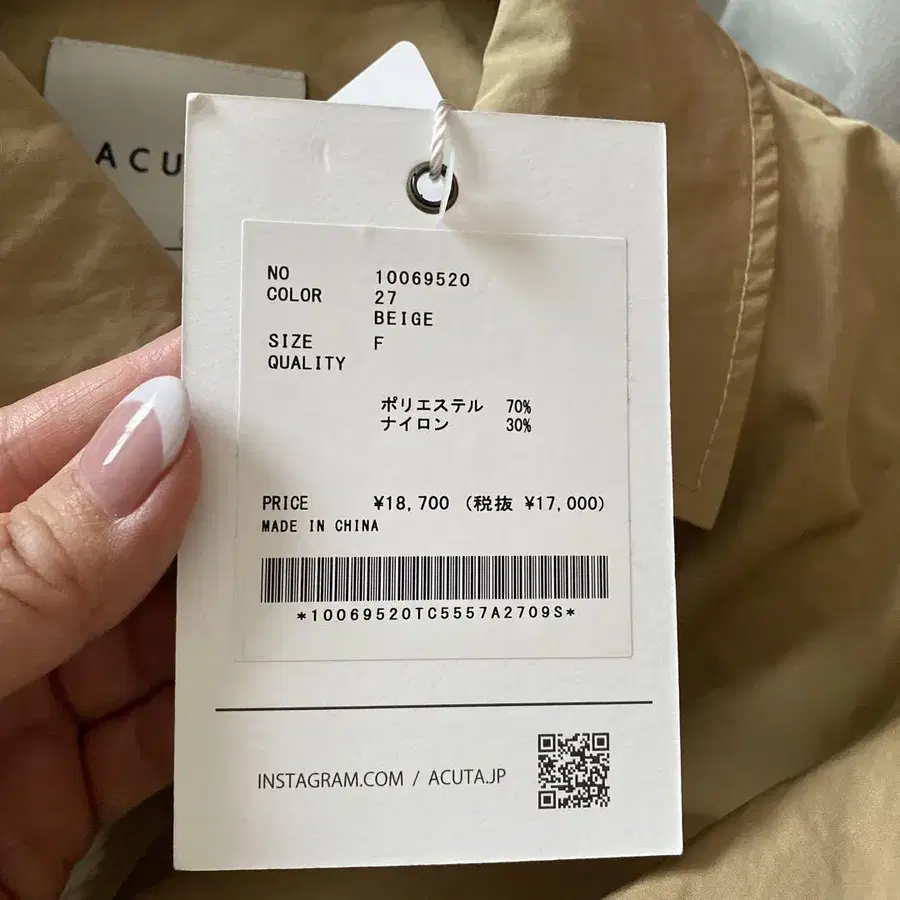 ACU
NO 10069520
COLOR 27
BEIGE
SIZE F
QUALITY
ポリエステル 70%
ナイロン 30%
PRICE ¥18,700 (税抜 ¥17,000)
MADE IN CHINA
*10069520TC5557A2709S*
INSTAGRAM.COM / ACUTA.JP